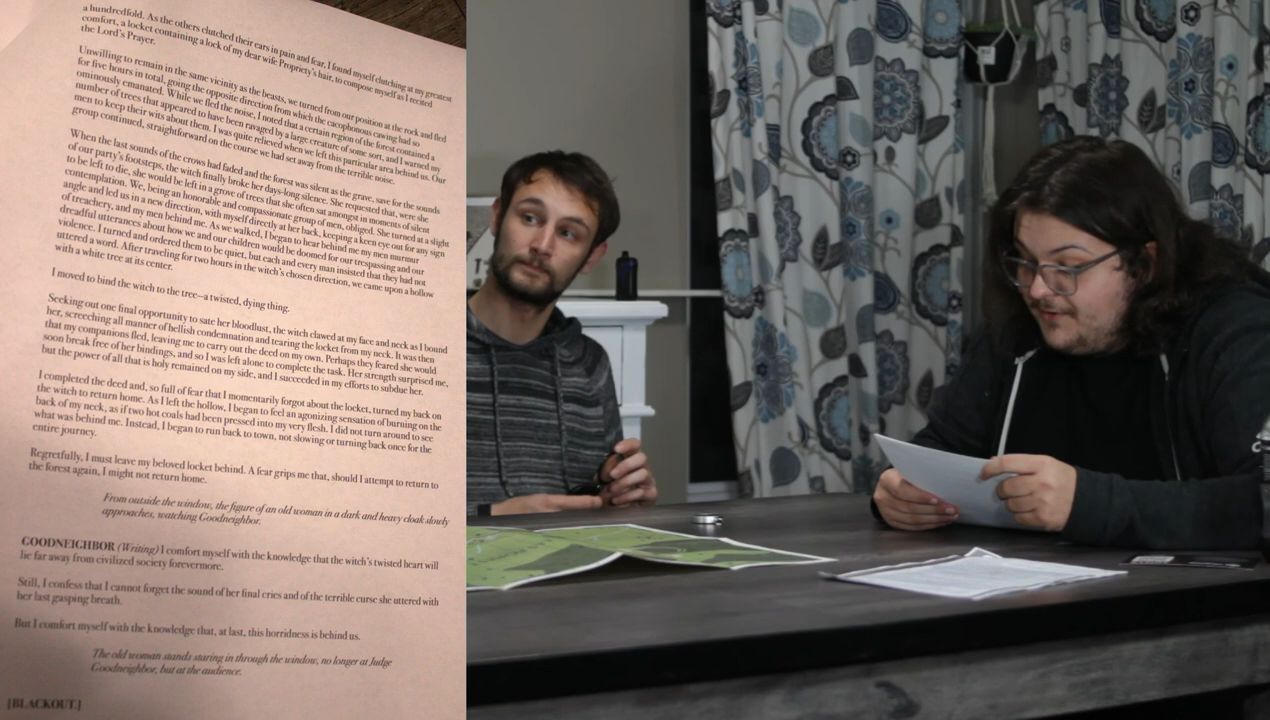 a hundredfold. As the others clutched their ears in pain and fear, I found myself clutching at my greatest
comfort, a locket containing a lock of my dear wife Propriety's hair, to compose myself as I recited
the Lord's Prayer.
Unwilling to remain in the same vicinity as the beasts, we turned from our position at the rock and fled
for five hours in total, going the opposite direction from which the cacophonous cawing had so
ominously emanated. While we fled the noise, I noted that a certain region of the forest contained a
number of trees that appeared to have been ravaged by a large creature of some sort, and I warned my
men to keep their wits about them. I was quite relieved when we left this particular area behind us. Our
group continued, straightforward on the course we had set away from the terrible noise.
When the last sounds of the crows had faded and the forest was silent as the grave, save for the sounds
of our party's footsteps, the witch finally broke her days-long silence. She requested that, were she
to be left to die, she would be left in a grove of trees that she often sat amongst in moments of silent
contemplation. We, being an honorable and compassionate group of men, obliged. She turned at a slight
angle and led us in a new direction, with myself directly at her back, keeping a keen eye out for any sign
of treachery, and my men behind me. As we walked, I began to hear behind me my men murmur
dreadful utterances about how we and our children would be doomed for our trespassing and our
violence. I turned and ordered them to be quiet, but each and every man insisted that they had not
uttered a word. After traveling for two hours in the witch's chosen direction, we came upon a hollow
with a white tree at its center.
I moved to bind the witch to the tree—a twisted, dying thing.
Seeking out one final opportunity to sate her bloodlust, the witch clawed at my face and neck as I bound
her, screeching all manner of hellish condemnation and tearing the locket from my neck. It was then
that my companions fled, leaving me to carry out the deed on my own. Perhaps they feared she would
soon break free of her bindings, and so I was left alone to complete the task. Her strength surprised me,
but the power of all that is holy remained on my side, and I succeeded in my efforts to subdue her.
I completed the deed and, so full of fear that I momentarily forgot about the locket, turned my back on
the witch to return home. As I left the hollow, I began to feel an agonizing sensation of burning on the
back of my neck, as if two hot coals had been pressed into my very flesh. I did not turn around to see
what was behind me. Instead, I began to run back to town, not slowing or turning back once for the
entire journey.
Regretfully, I must leave my beloved locket behind. A fear grips me that, should I attempt to return to
the forest again, I might not return home.
From outside the window, the figure of an old woman in a dark and heavy cloak slowly
approaches, watching Goodneighbor.
GOODNEIGHBOR (Writing) I comfort myself with the knowledge that the witch's twisted heart will
lie far away from civilized society forevermore.
Still, I confess that I cannot forget the sound of her final cries and of the terrible curse she uttered with
her last gasping breath.
But I comfort myself with the knowledge that, at last, this horridness is behind us.
The old woman stands staring in through the window, no longer at Judge
Goodneighbor, but at the audience.
[BLACKOUT.]